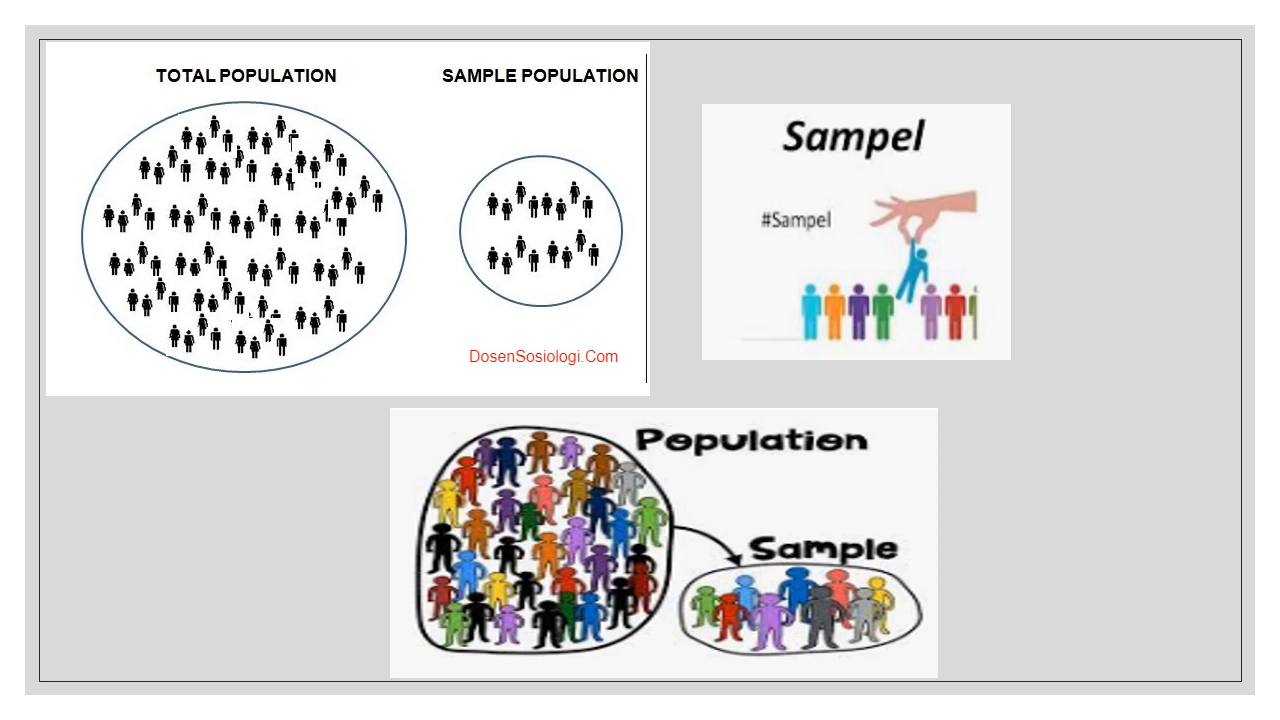 TOTAL POPULATION
SAMPLE POPULATION
DosenSosiologi.Com
Sampel
#Sampel
Population
Sample